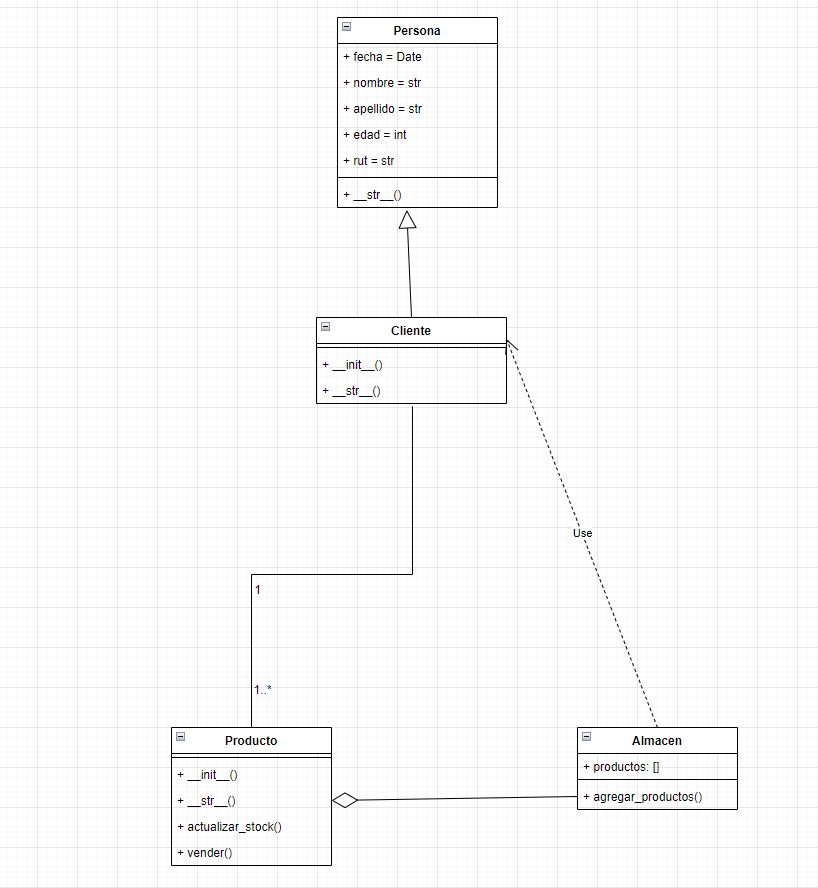 Persona
+ fecha = Date
+ nombre = str
+ apellido = str
+ edad = int
+ rut = str
+ __str__()
Cliente
+ __init__()
+ __str__()
Use
1
1..*
Producto
+ __init__()
+ __str__()
+ actualizar_stock()
+ vender()
Almacen
+ productos: []
+ agregar_productos()